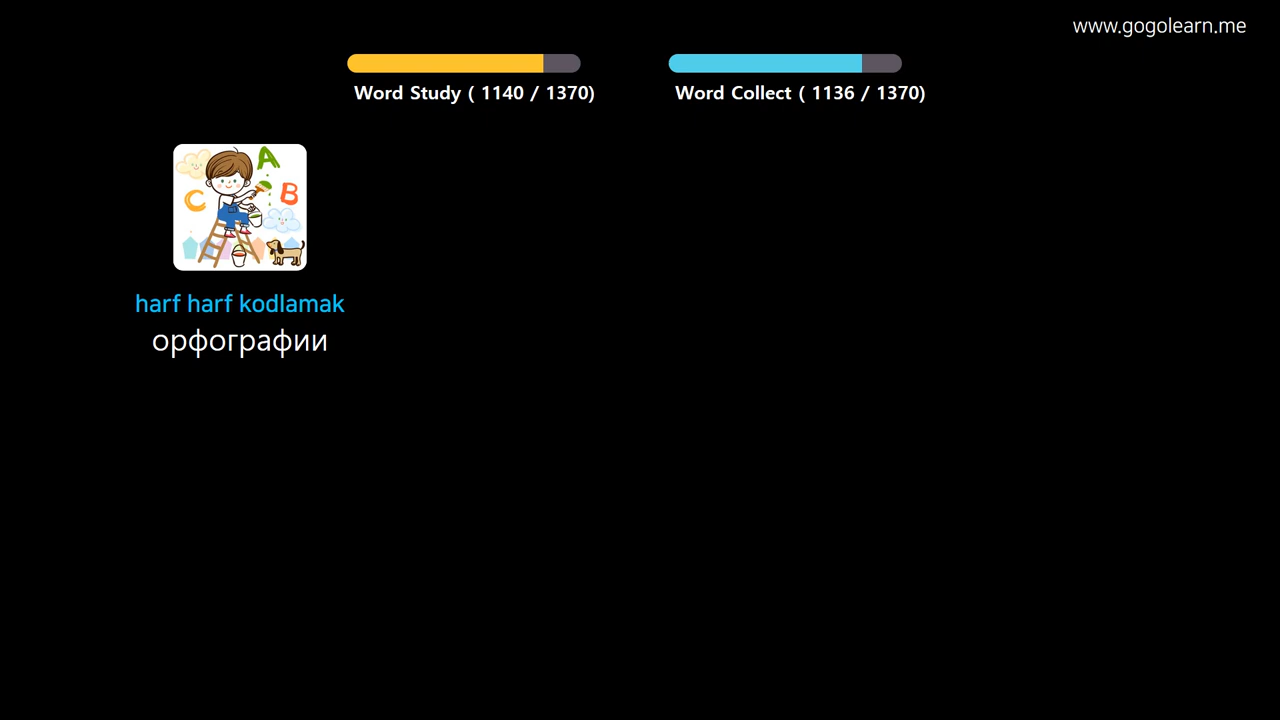 www.gogolearn.me
Word Study ( 1140 / 1370)
Word Collect ( 1136 / 1370)
A
B
C
harf harf kodlamak
орфографии